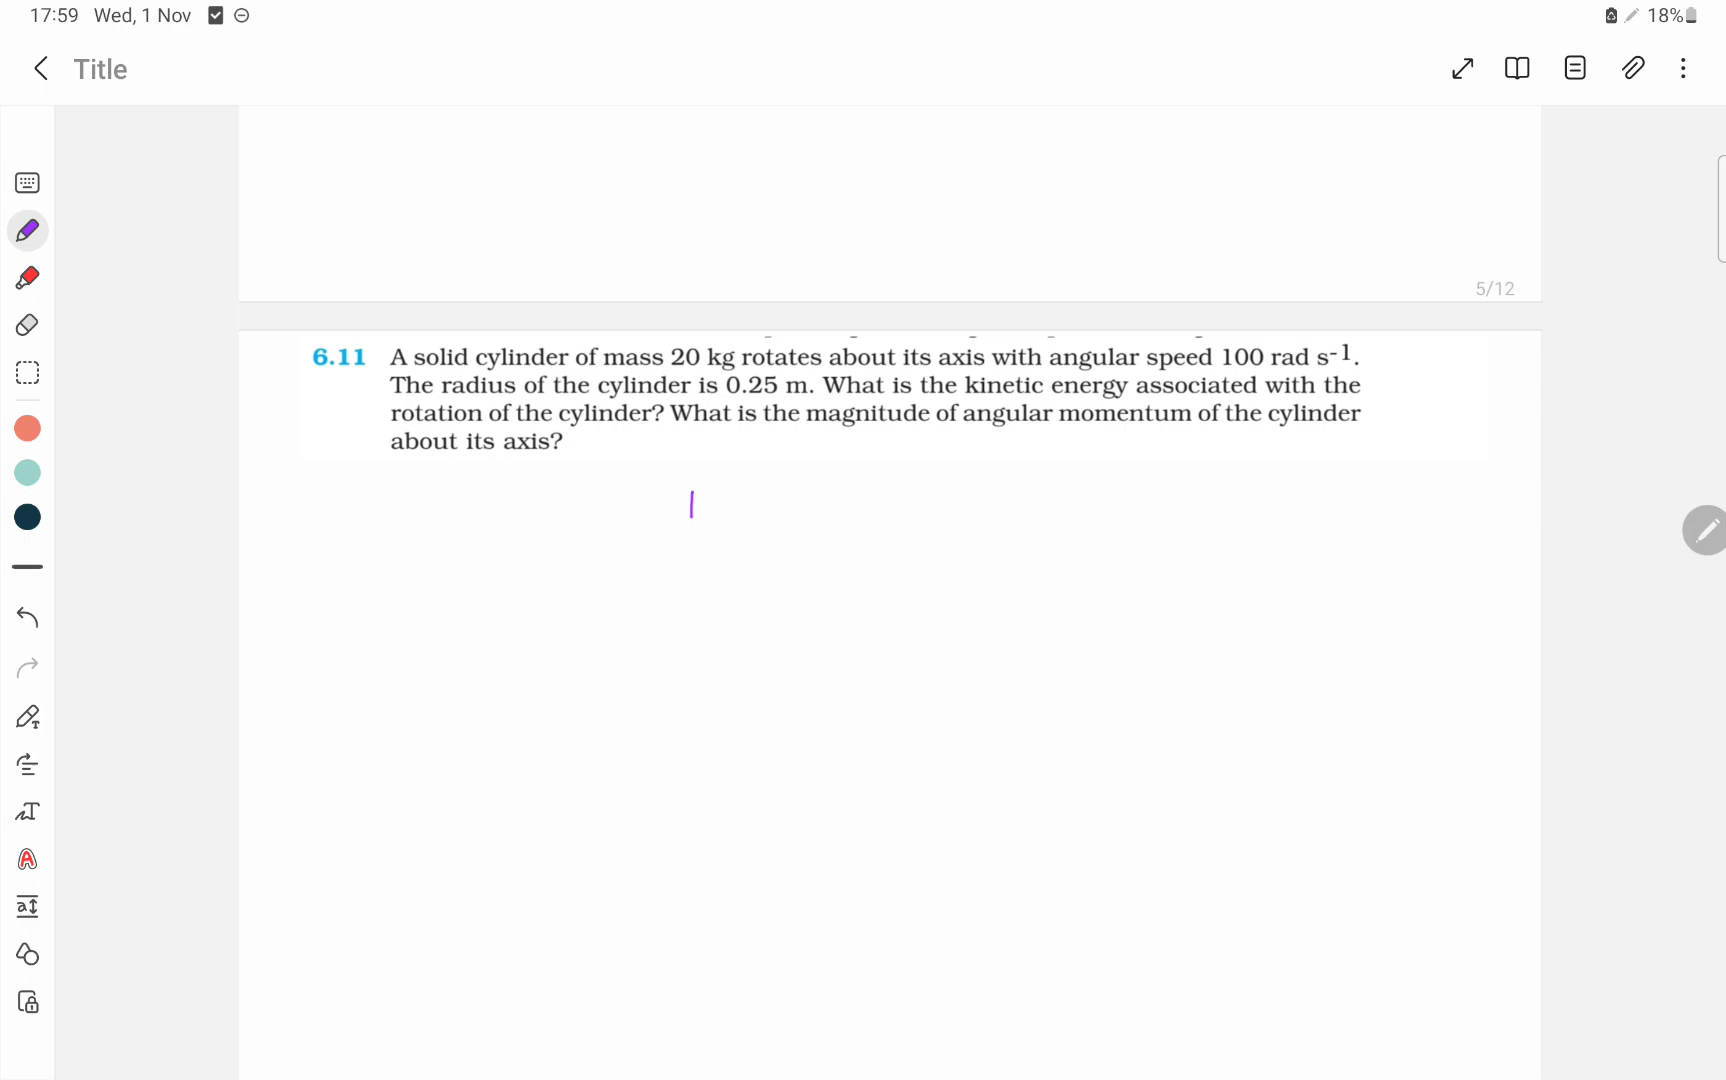 17:59 Wed, 1 Nov
18%
Title
5/12
6.11 A solid cylinder of mass 20 kg rotates about its axis with angular speed 100 rad s-1.
The radius of the cylinder is 0.25 m. What is the kinetic energy associated with the
rotation of the cylinder? What is the magnitude of angular momentum of the cylinder
about its axis?